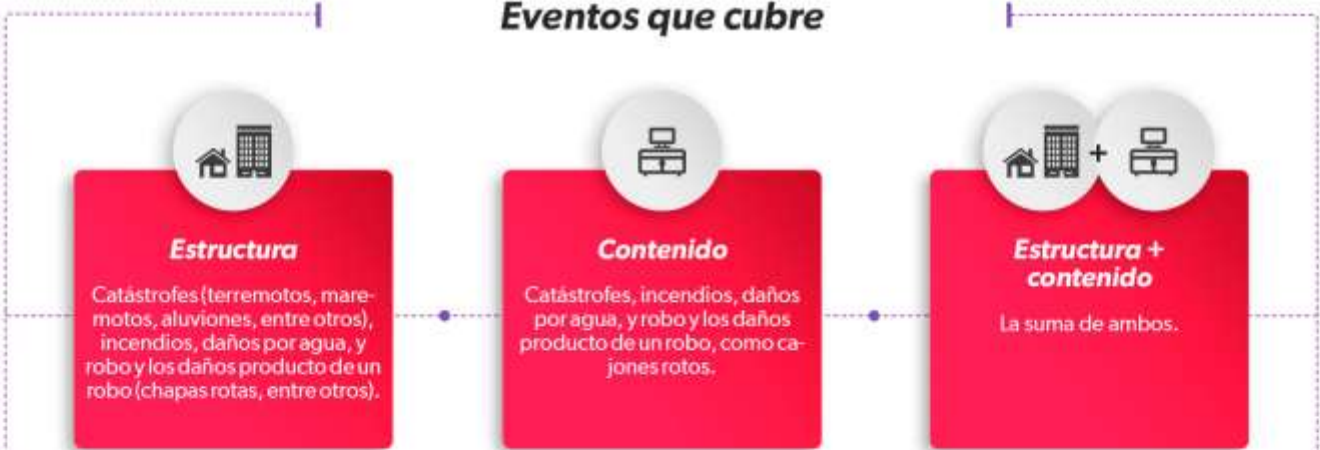 Eventos que cubre
Estructura
Catástrofes (terremotos, mare-
motos, aluviones, entre otros),
incendios, daños por agua, y
robo y los daños producto de un
robo (chapas rotas, entre otros).
Contenido
Catástrofes, incendios, daños
por agua, y robo y los daños
producto de un robo, como ca-
jones rotos.
+
Estructura +
contenido
La suma de ambos.